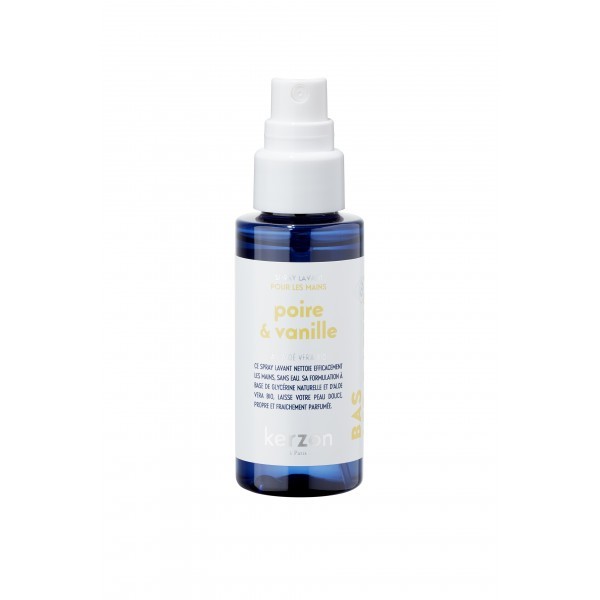 POUR LES MAINS
poire
& vanille
CE SPRAY LAVANT NETTOIE EFFICACEMENT
LES MAINS, SANS EAU. SA FORMULATION À
BASE DE GLYCÉRINE NATURELLE ET D'ALOE
VERA BIO, LAISSE VOTRE PEAU DOUCE,
PROPRE ET FRAICHEMENT PARFUMÉE.
kerzon
à Paris
BAS